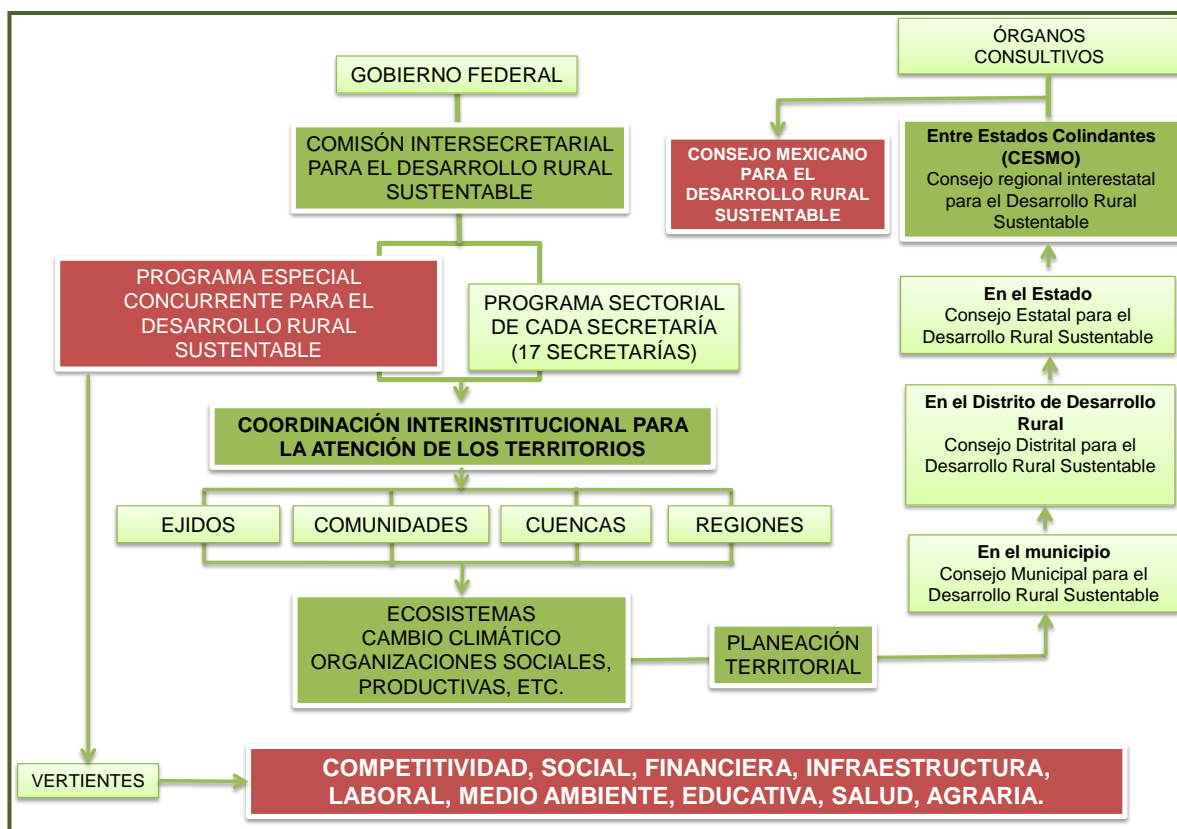 GOBIERNO FEDERAL
COMISÓN INTERSECRETARIAL
PARA EL DESARROLLO RURAL
SUSTENTABLE
PROGRAMA ESPECIAL
CONCURRENTE PARA EL
DESARROLLO RURAL
SUSTENTABLE
PROGRAMA SECTORIAL
DE CADA SECRETARÍA
(17 SECRETARÍAS)
COORDINACIÓN INTERINSTITUCIONAL PARA
LA ATENCIÓN DE LOS TERRITORIOS
EJIDOS
COMUNIDADES
CUENCAS
REGIONES
ECOSISTEMAS
CAMBIO CLIMÁTICO
ORGANIZACIONES SOCIALES,
PRODUCTIVAS, ETC.
PLANEACIÓN
TERRITORIAL
ÓRGANOS
CONSULTIVOS
CONSEJO MEXICANO
PARA EL
DESARROLLO RURAL
SUSTENTABLE
Entre Estados Colindantes
(CESMO)
Consejo regional interestatal
para el Desarrollo Rural
Sustentable
En el Estado
Consejo Estatal para el
Desarrollo Rural Sustentable
En el Distrito de Desarrollo
Rural
Consejo Distrital para el
Desarrollo Rural Sustentable
En el municipio
Consejo Municipal para el
Desarrollo Rural Sustentable
VERTIENTES
COMPETITIVIDAD, SOCIAL, FINANCIERA, INFRAESTRUCTURA,
LABORAL, MEDIO AMBIENTE, EDUCATIVA, SALUD, AGRARIA.